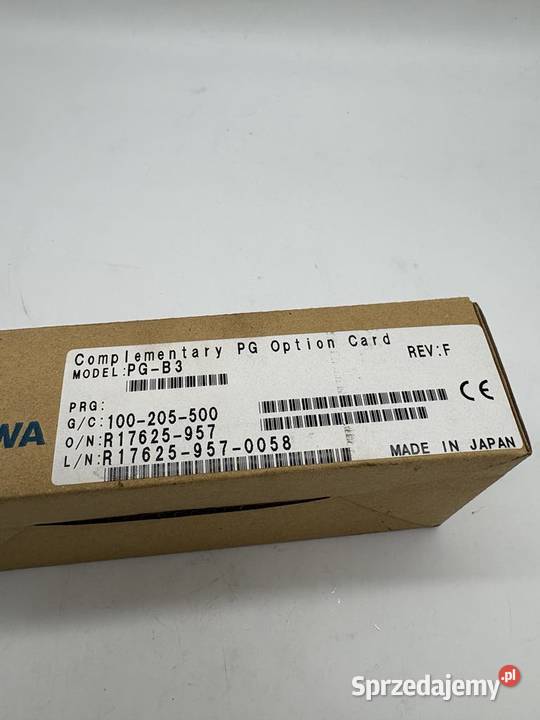 Complementary PG Option Card
REV:F
MODEL:PG-B3
PRG:
G/C:100-205-500
O/N:R17625-957
L/N:R17625-957-0058
CE
MADE IN JAPAN
WA
Sprzedajemy.pl